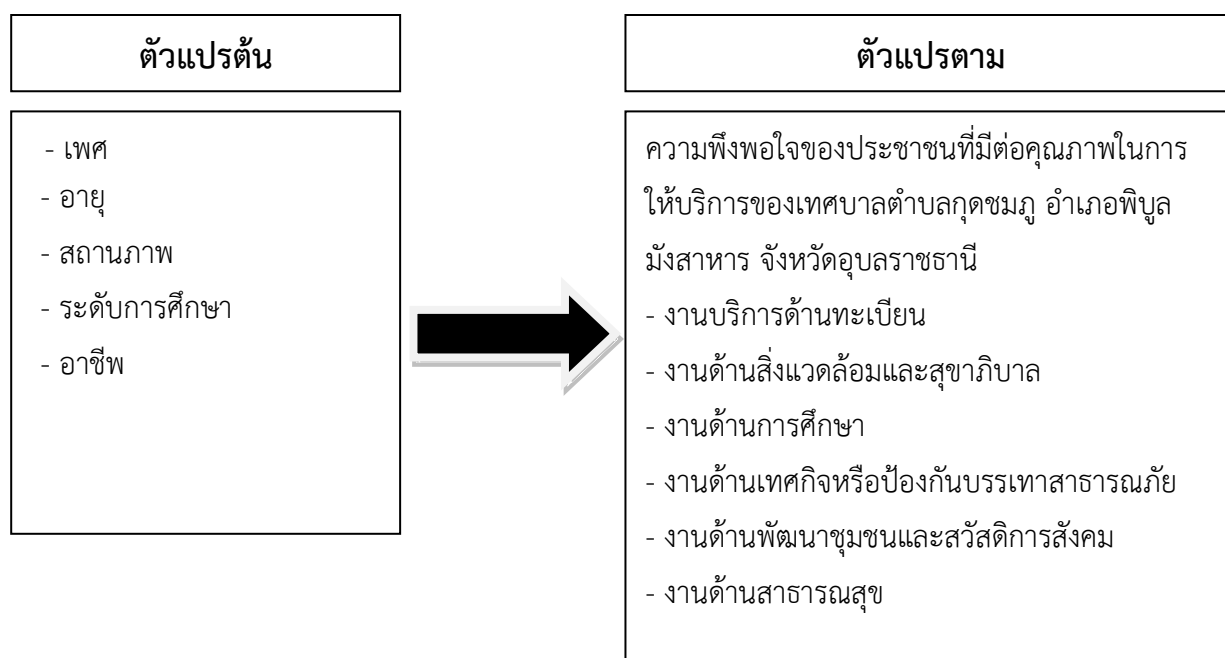 ตัวแปรต้น
- เพศ
- อายุ
- สถานภาพ
- ระดับการศึกษา
- อาชีพ
ตัวแปรตาม
ความพึงพอใจของประชาชนที่มีต่อคุณภาพในการ
ให้บริการของเทศบาลตำบลกุดชมภู อำเภอพิบูล
มังสาหาร จังหวัดอุบลราชธานี
- งานบริการด้านทะเบียน
- งานด้านสิ่งแวดล้อมและสุขาภิบาล
- งานด้านการศึกษา
- งานด้านเทศกิจหรือป้องกันบรรเทาสาธารณภัย
- งานด้านพัฒนาชุมชนและสวัสดิการสังคม
- งานด้านสาธารณสุข